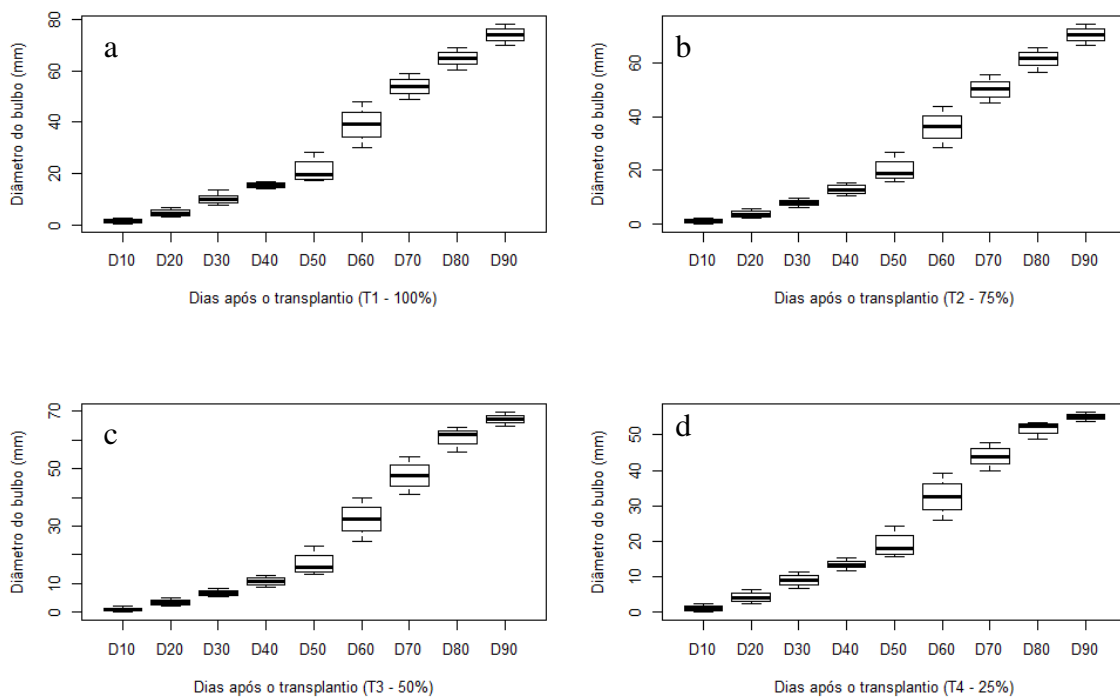 a
Diâmetro do bulbo (mm)
80
60
40
20
0
D10 D20 D30 D40 D50 D60 D70 D80 D90
Dias após o transplantio (T1 - 100%)
b
Diâmetro do bulbo (mm)
60
40
20
0
D10 D20 D30 D40 D50 D60 D70 D80 D90
Dias após o transplantio (T2 - 75%)
c
Diâmetro do bulbo (mm)
70
50
30
10
0
D10 D20 D30 D40 D50 D60 D70 D80 D90
Dias após o transplantio (T3 - 50%)
d
Diâmetro do bulbo (mm)
50
40
30
20
10
0
D10 D20 D30 D40 D50 D60 D70 D80 D90
Dias após o transplantio (T4 - 25%)